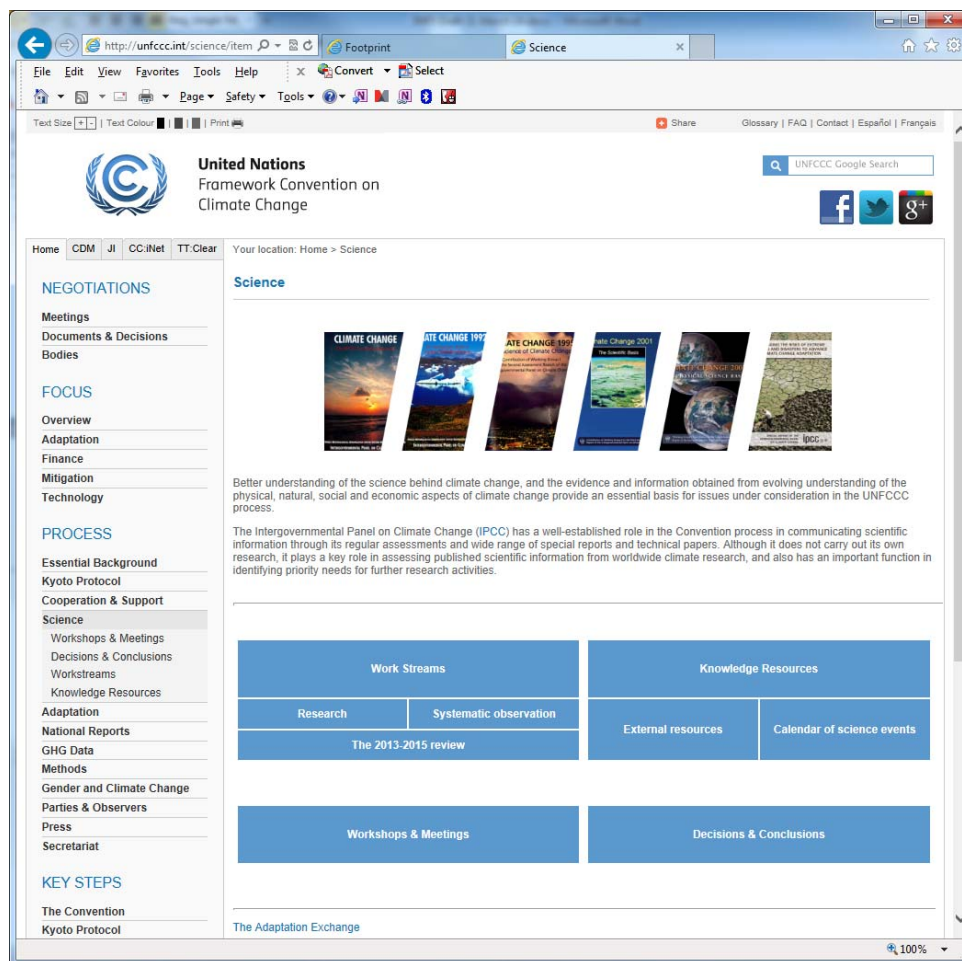 http://unfccc.int/science/item
Footprint
Science
File Edit View Favorites Tools Help
x Convert Select
Page Safety Tools
Text Size + - | Text Colour | | | Print
Share
Glossary | FAQ | Contact | Español | Français
United Nations
Framework Convention on
Climate Change
UNFCCC Google Search
f
g+
Home CDM JI CC:iNet TT:Clear
Your location: Home > Science
NEGOTIATIONS
Meetings
Documents & Decisions
Bodies
FOCUS
Overview
Adaptation
Finance
Mitigation
Technology
PROCESS
Essential Background
Kyoto Protocol
Cooperation & Support
Science
Workshops & Meetings
Decisions & Conclusions
Workstreams
Knowledge Resources
Adaptation
National Reports
GHG Data
Methods
Gender and Climate Change
Parties & Observers
Press
Secretariat
KEY STEPS
The Convention
Kyoto Protocol
Science
CLIMATE CHANGE
ATE CHANGE 1992
ATE CHANGE 1995
mate Change 2001
The Scientific Basis
ipcc
Better understanding of the science behind climate change, and the evidence and information obtained from evolving understanding of the
physical, natural, social and economic aspects of climate change provide an essential basis for issues under consideration in the UNFCCC
process.
The Intergovernmental Panel on Climate Change (IPCC) has a well-established role in the Convention process in communicating scientific
information through its regular assessments and wide range of special reports and technical papers. Although it does not carry out its own
research, it plays a key role in assessing published scientific information from worldwide climate research, and also has an important function in
identifying priority needs for further research activities.
Work Streams
Research
Systematic observation
The 2013-2015 review
Knowledge Resources
External resources
Calendar of science events
Workshops & Meetings
Decisions & Conclusions
The Adaptation Exchange
100%